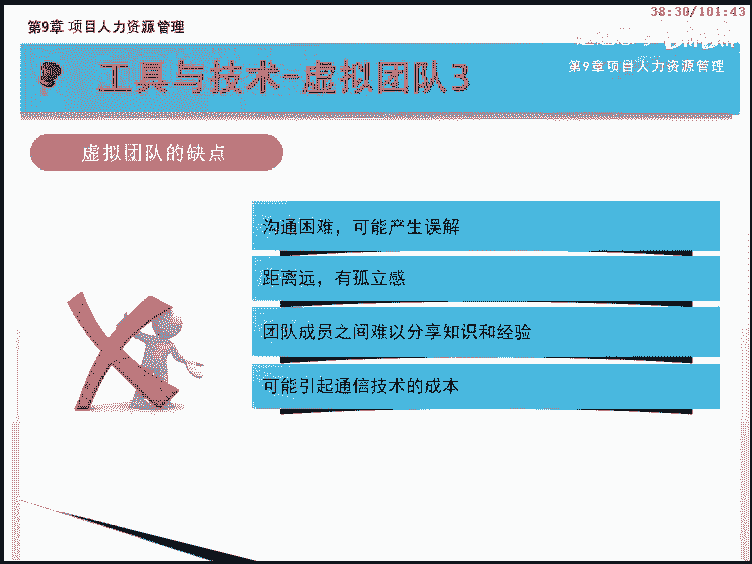 38:30/101:43
第9章 项目人力资源管理
工具与技术-虚拟团队3
第9章项目人力资源管理
虚拟团队的缺点
沟通困难，可能产生误解
距离远，有孤立感
团队成员之间难以分享知识和经验
可能引起通信技术的成本